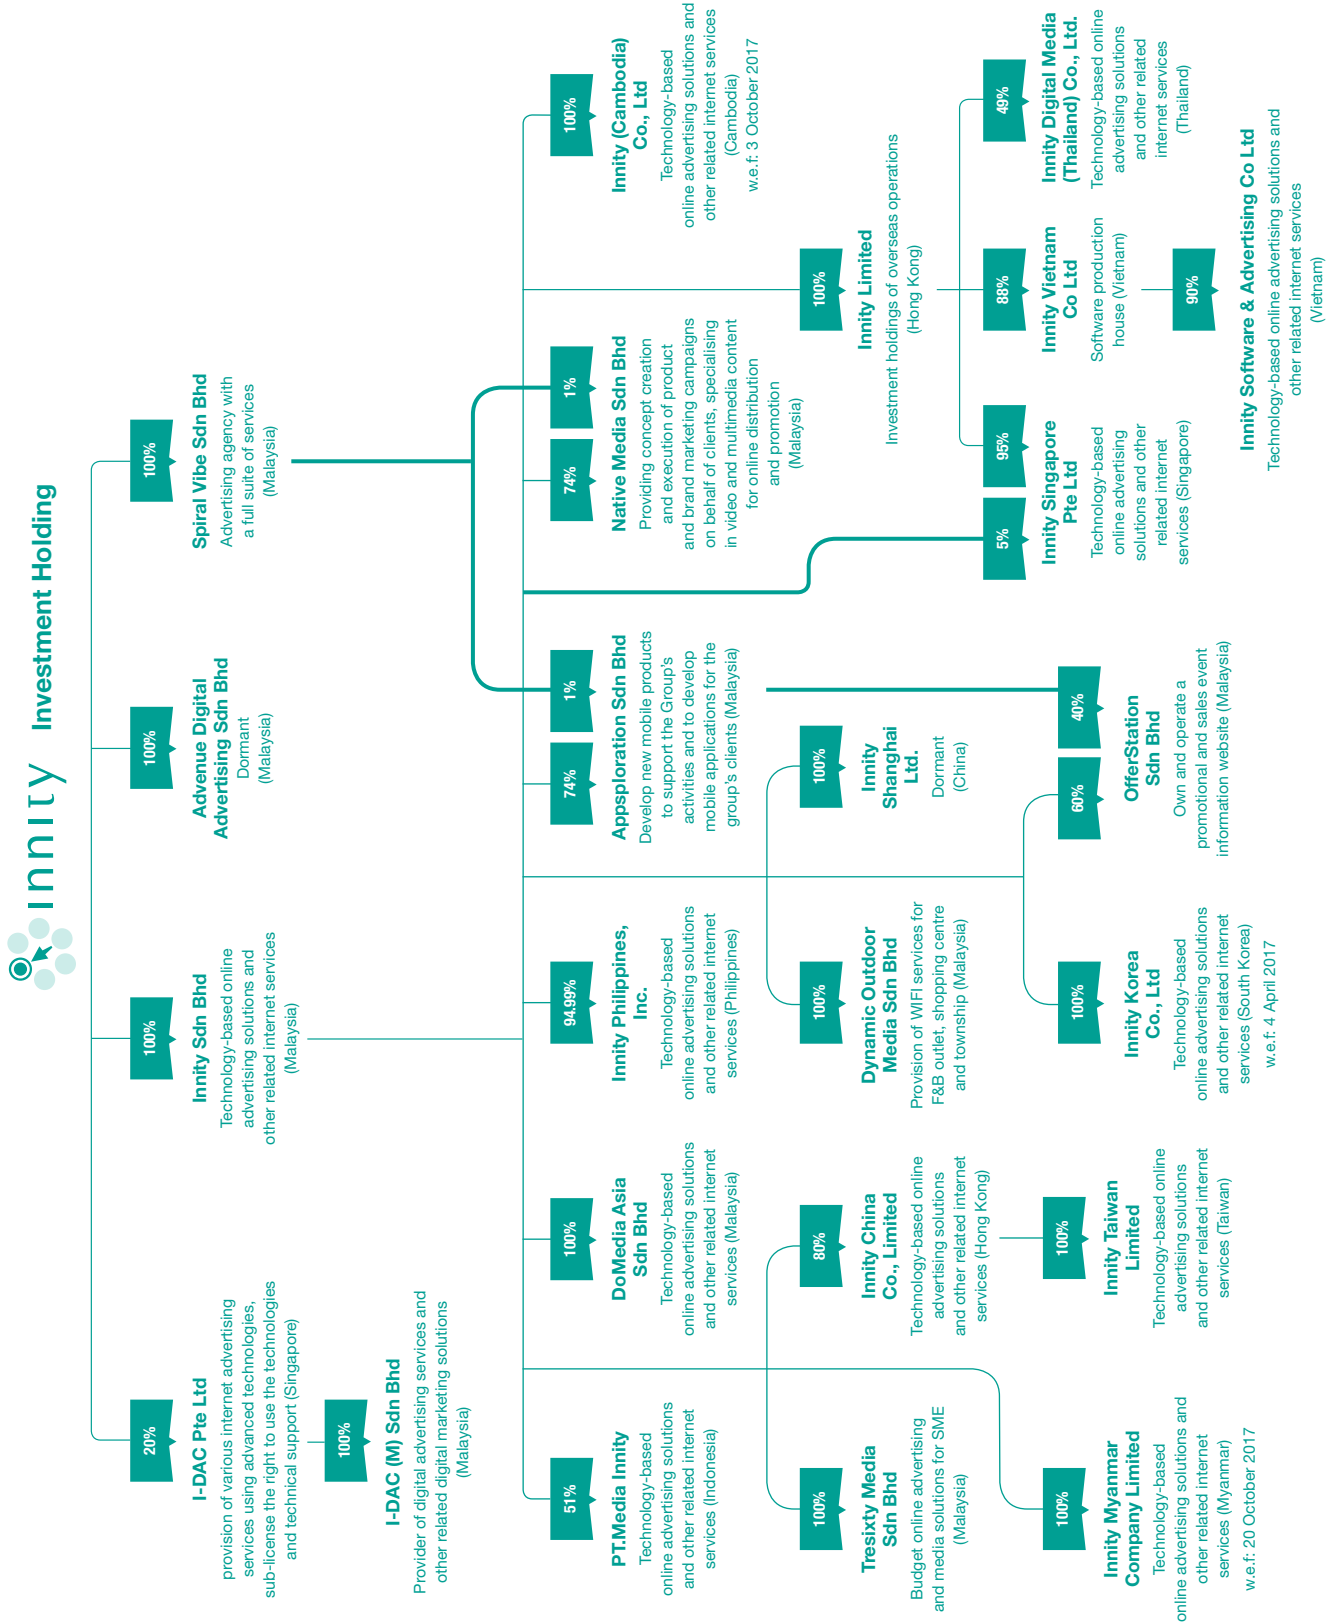 innity Investment Holding
20%
I-DAC Pte Ltd
provision of various internet advertising
services using advanced technologies,
sub-license the right to use the technologies
and technical support (Singapore)
100%
I-DAC (M) Sdn Bhd
Provider of digital advertising services and
other related digital marketing solutions
(Malaysia)
100%
Innity Sdn Bhd
Technology-based online
advertising solutions and
other related internet services
(Malaysia)
100%
Advenue Digital
Advertising Sdn Bhd
Dormant
(Malaysia)
100%
Spiral Vibe Sdn Bhd
Advertising agency with
a full suite of services
(Malaysia)
51%
PT.Media Innity
Technology-based
online advertising solutions
and other related internet
services (Indonesia)
100%
DoMedia Asia
Sdn Bhd
Technology-based
online advertising solutions
and other related internet
services (Malaysia)
94.99%
Innity Philippines,
Inc.
Technology-based
online advertising solutions
and other related internet
services (Philippines)
74%
1%
Appsploration Sdn Bhd
Develop new mobile products
to support the Group's
activities and to develop
mobile applications for the
group's clients (Malaysia)
74%
1%
Native Media Sdn Bhd
Providing concept creation
and execution of product
and brand marketing campaigns
on behalf of clients, specialising
in video and multimedia content
for online distribution
and promotion
(Malaysia)
100%
Innity (Cambodia)
Co., Ltd
Technology-based
online advertising solutions and
other related internet services
(Cambodia)
w.e.f: 3 October 2017
100%
Tresixty Media
Sdn Bhd
Budget online advertising
and media solutions for SME
(Malaysia)
80%
Innity China
Co., Limited
Technology-based online
advertising solutions
and other related internet
services (Hong Kong)
100%
Dynamic Outdoor
Media Sdn Bhd
Provision of WIFI services for
F&B outlet, shopping centre
and township (Malaysia)
100%
Innity
Shanghai
Ltd.
Dormant
(China)
100%
Innity Limited
Investment holdings of overseas operations
(Hong Kong)
100%
Innity Myanmar
Company Limited
Technology-based
online advertising solutions and
other related internet
services (Myanmar)
w.e.f: 20 October 2017
100%
Innity Taiwan
Limited
Technology-based online
advertising solutions
and other related internet
services (Taiwan)
100%
Innity Korea
Co., Ltd
Technology-based
online advertising solutions
and other related internet
services (South Korea)
w.e.f: 4 April 2017
60%
40%
OfferStation
Sdn Bhd
Own and operate a
promotional and sales event
information website (Malaysia)
5%
95%
Innity Singapore
Pte Ltd
Technology-based
online advertising
solutions and other
related internet
services (Singapore)
88%
Innity Vietnam
Co Ltd
Software production
house (Vietnam)
49%
Innity Digital Media
(Thailand) Co., Ltd.
Technology-based online
advertising solutions
and other related
internet services
(Thailand)
90%
Innity Software & Advertising Co Ltd
Technology-based online advertising solutions and
other related internet services
(Vietnam)